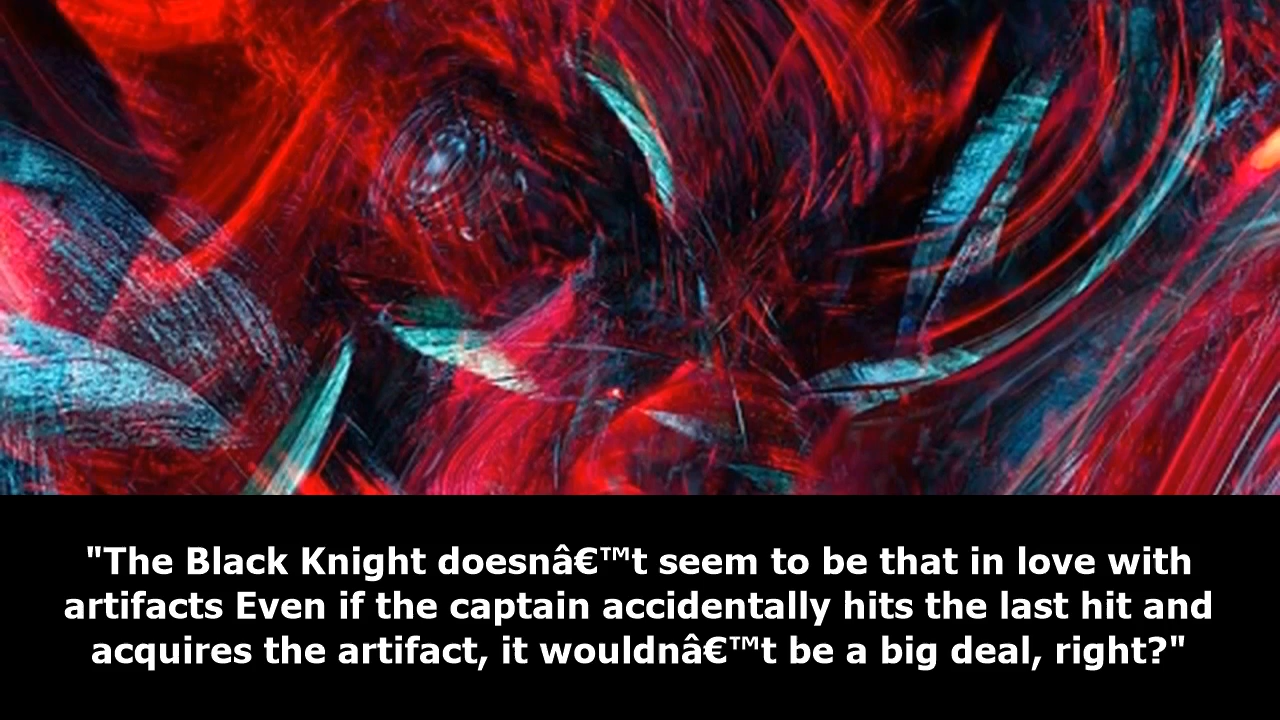 "The Black Knight doesnâ€™t seem to be that in love with
artifacts Even if the captain accidentally hits the last hit and
acquires the artifact, it wouldnâ€™t be a big deal, right?"